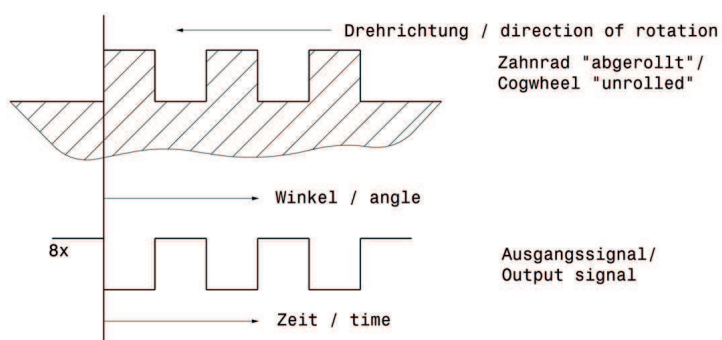 Drehrichtung / direction of rotation
Zahnrad "abgerollt"/
Cogwheel "unrolled"
Winkel / angle
8x
Ausgangssignal/
Output signal
Zeit / time